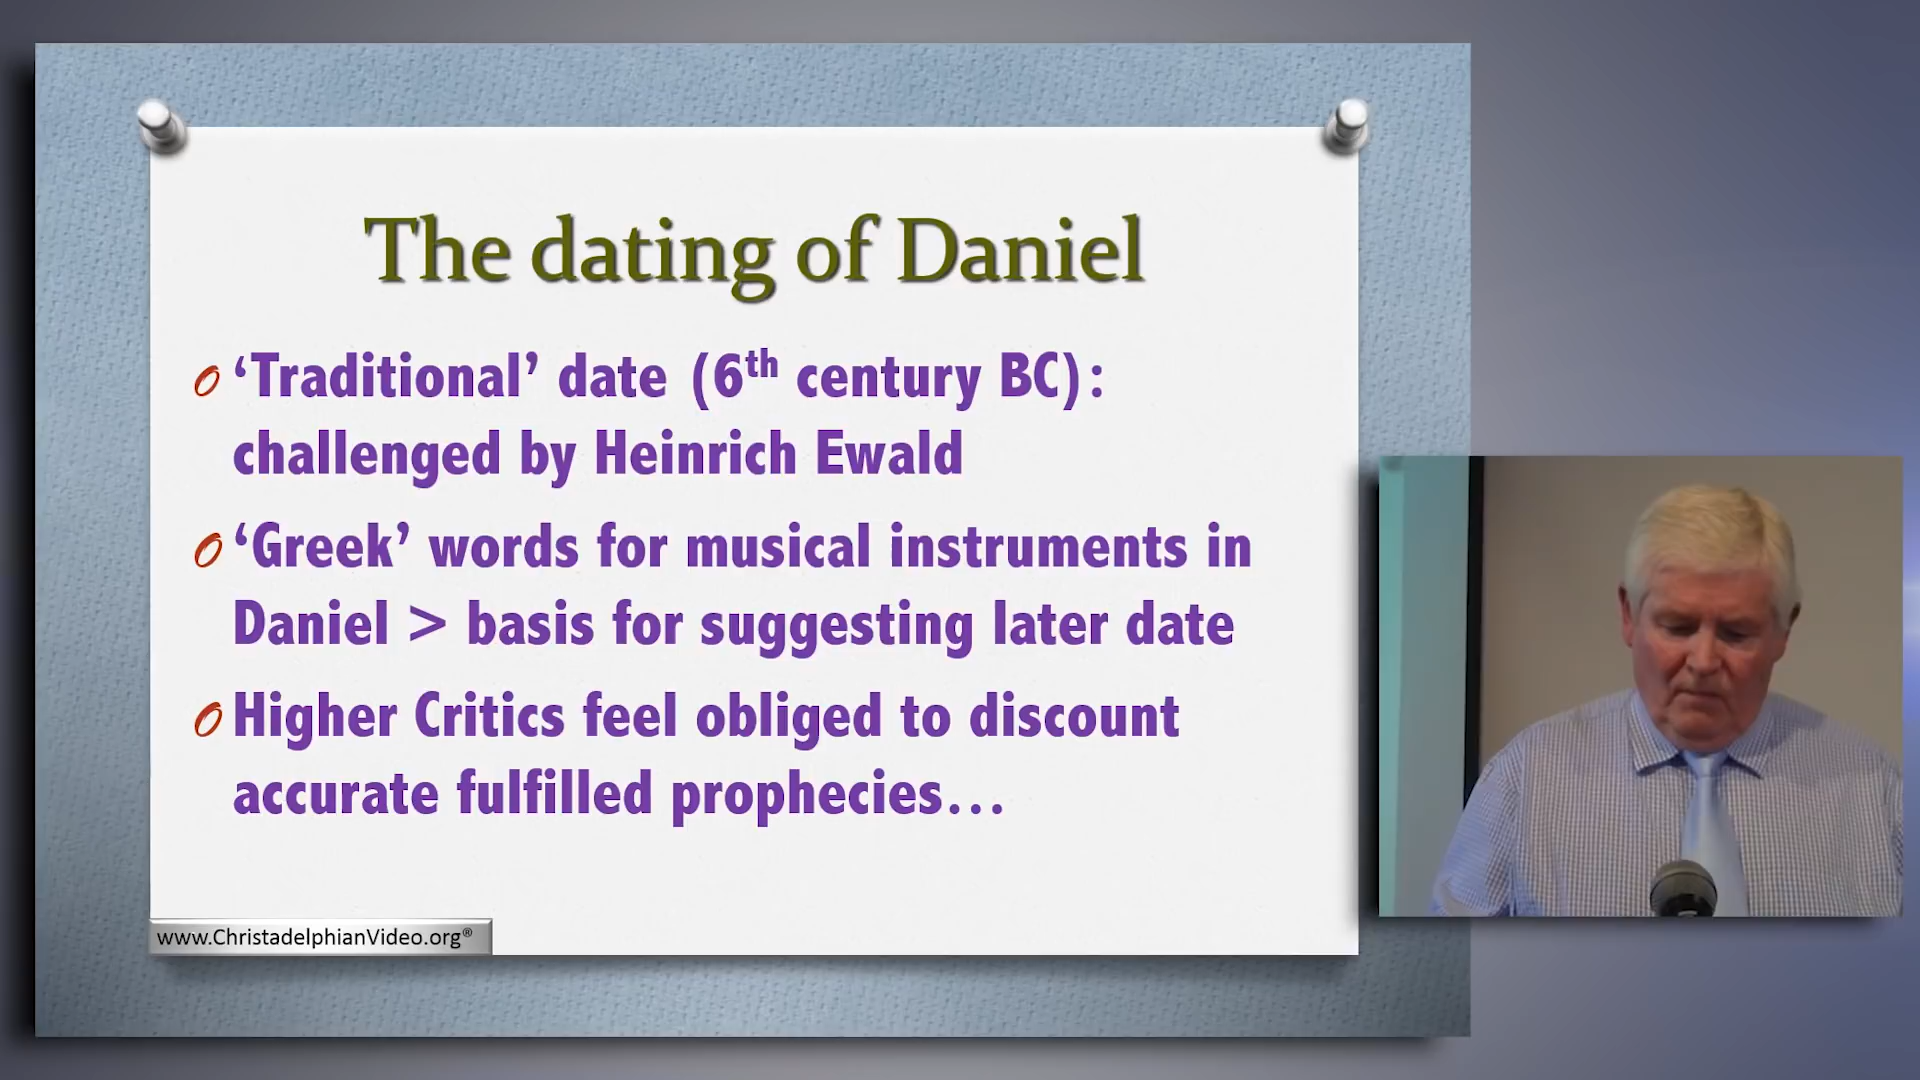 The dating of Daniel
‘Traditional’ date (6th century BC):
challenged by Heinrich Ewald
‘Greek’ words for musical instruments in
Daniel > basis for suggesting later date
Higher Critics feel obliged to discount
accurate fulfilled prophecies...
www.ChristadelphianVideo.org®